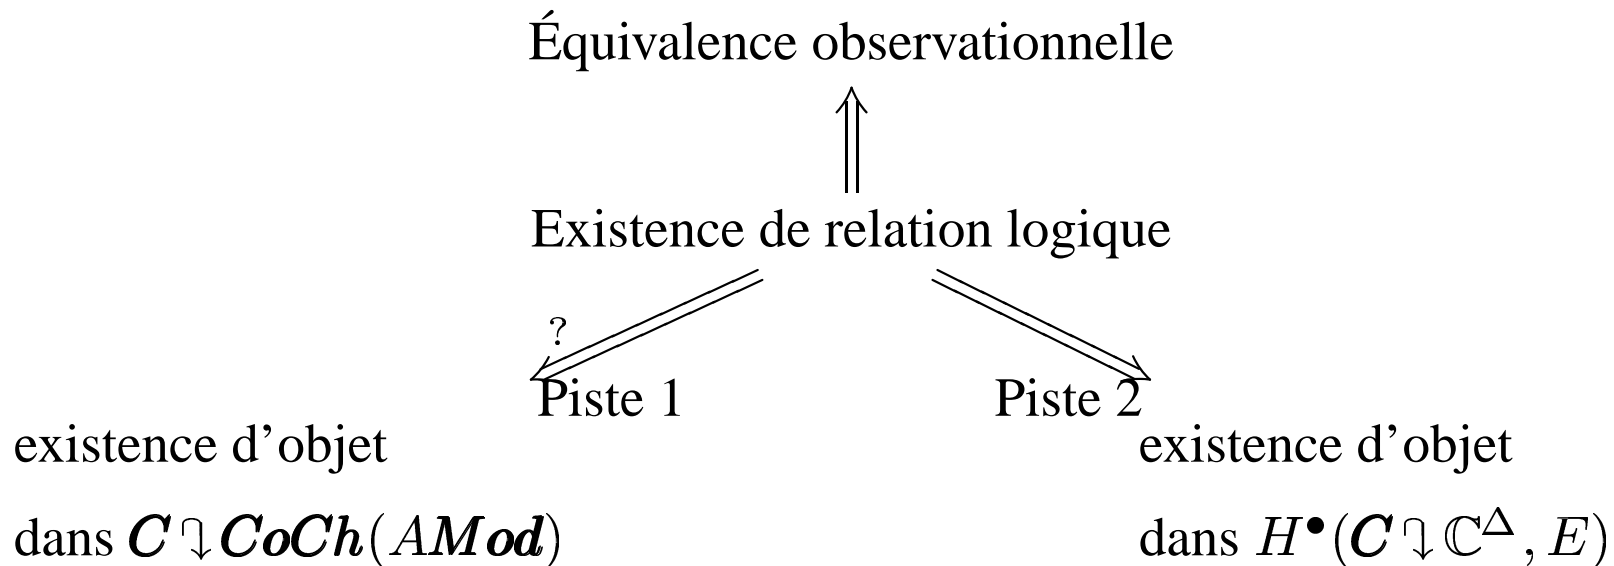 Équivalence observationnelle
Existence de relation logique
?
Piste 1
Piste 2
existence d'objet
dans C ⤵ CoCh(AMod)
existence d'objet
dans H•(C ⤵ ℂ^Δ, E)